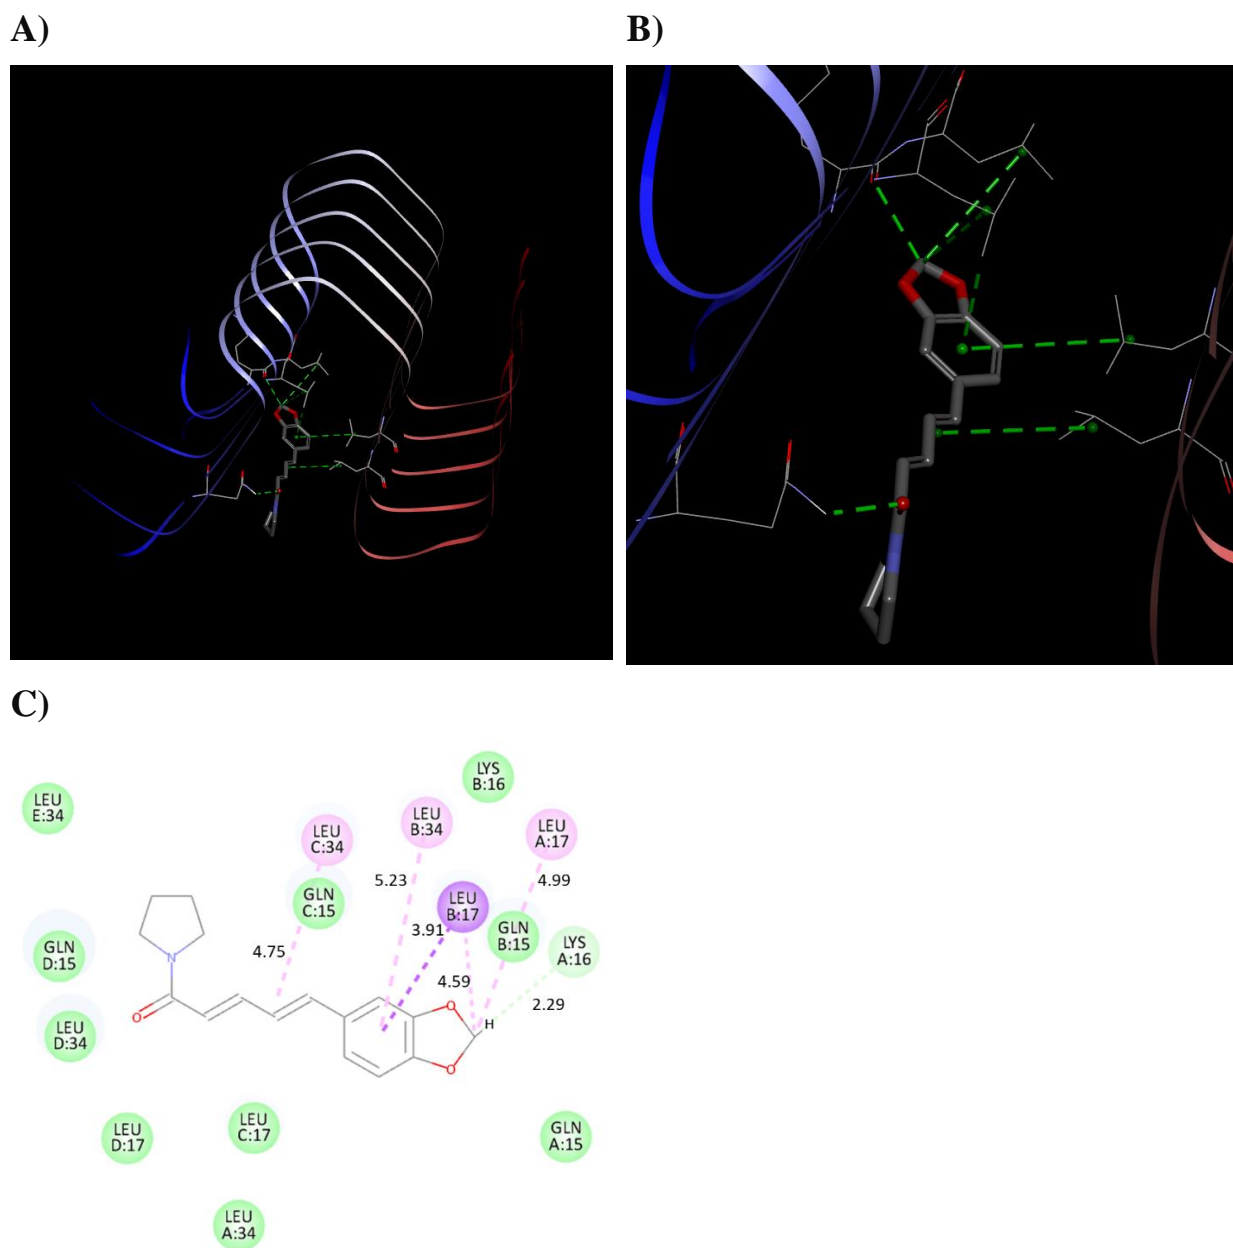 A)
B)
C)
LYS
B:16
LEU
E:34
LEU
B:34
LEU
A:17
LEU
C:34
5.23
4.99
GLN
C:15
LEU
B:17
3.91
GLN
B:15
LYS
A:16
GLN
D:15
N
4.75
4.59
2.29
O
O
H
LEU
D:34
O
LEU
D:17
LEU
C:17
GLN
A:15
LEU
A:34